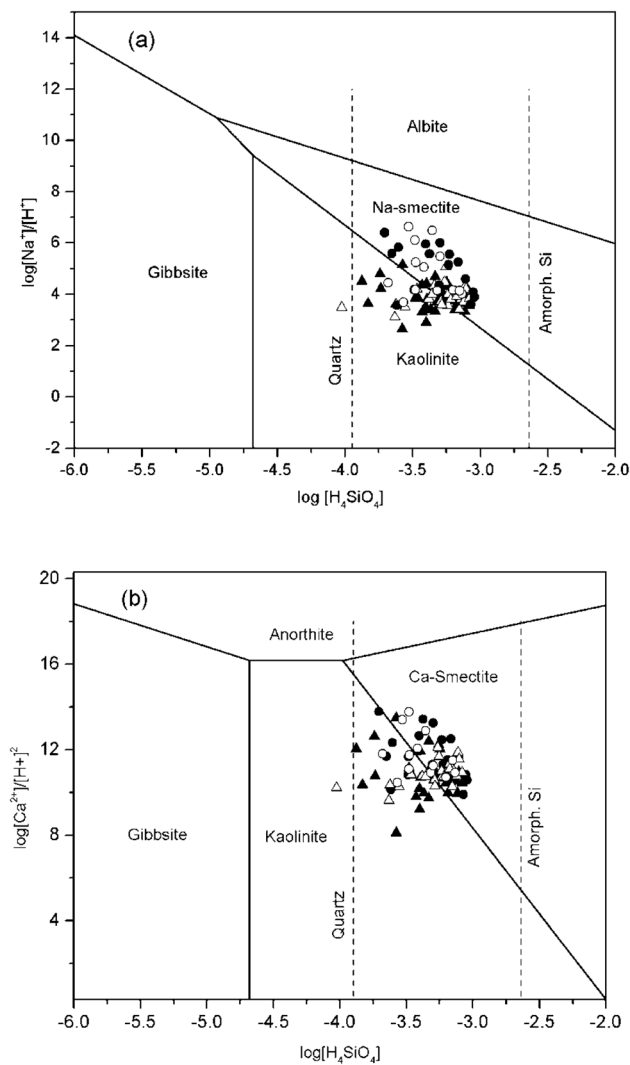 (a)
14
12
10
8
6
4
2
0
-2
log[Na⁺]/[H⁺]
Albite
Na-smectite
Gibbsite
Kaolinite
Quartz
Amorph. Si
-6.0 -5.5 -5.0 -4.5 -4.0 -3.5 -3.0 -2.5 -2.0
log [H₄SiO₄]
(b)
20
16
12
8
4
log[Ca²⁺]/[H+]²
Anorthite
Ca-Smectite
Gibbsite
Kaolinite
Quartz
Amorph. Si
-6.0 -5.5 -5.0 -4.5 -4.0 -3.5 -3.0 -2.5 -2.0
log[H₄SiO₄]